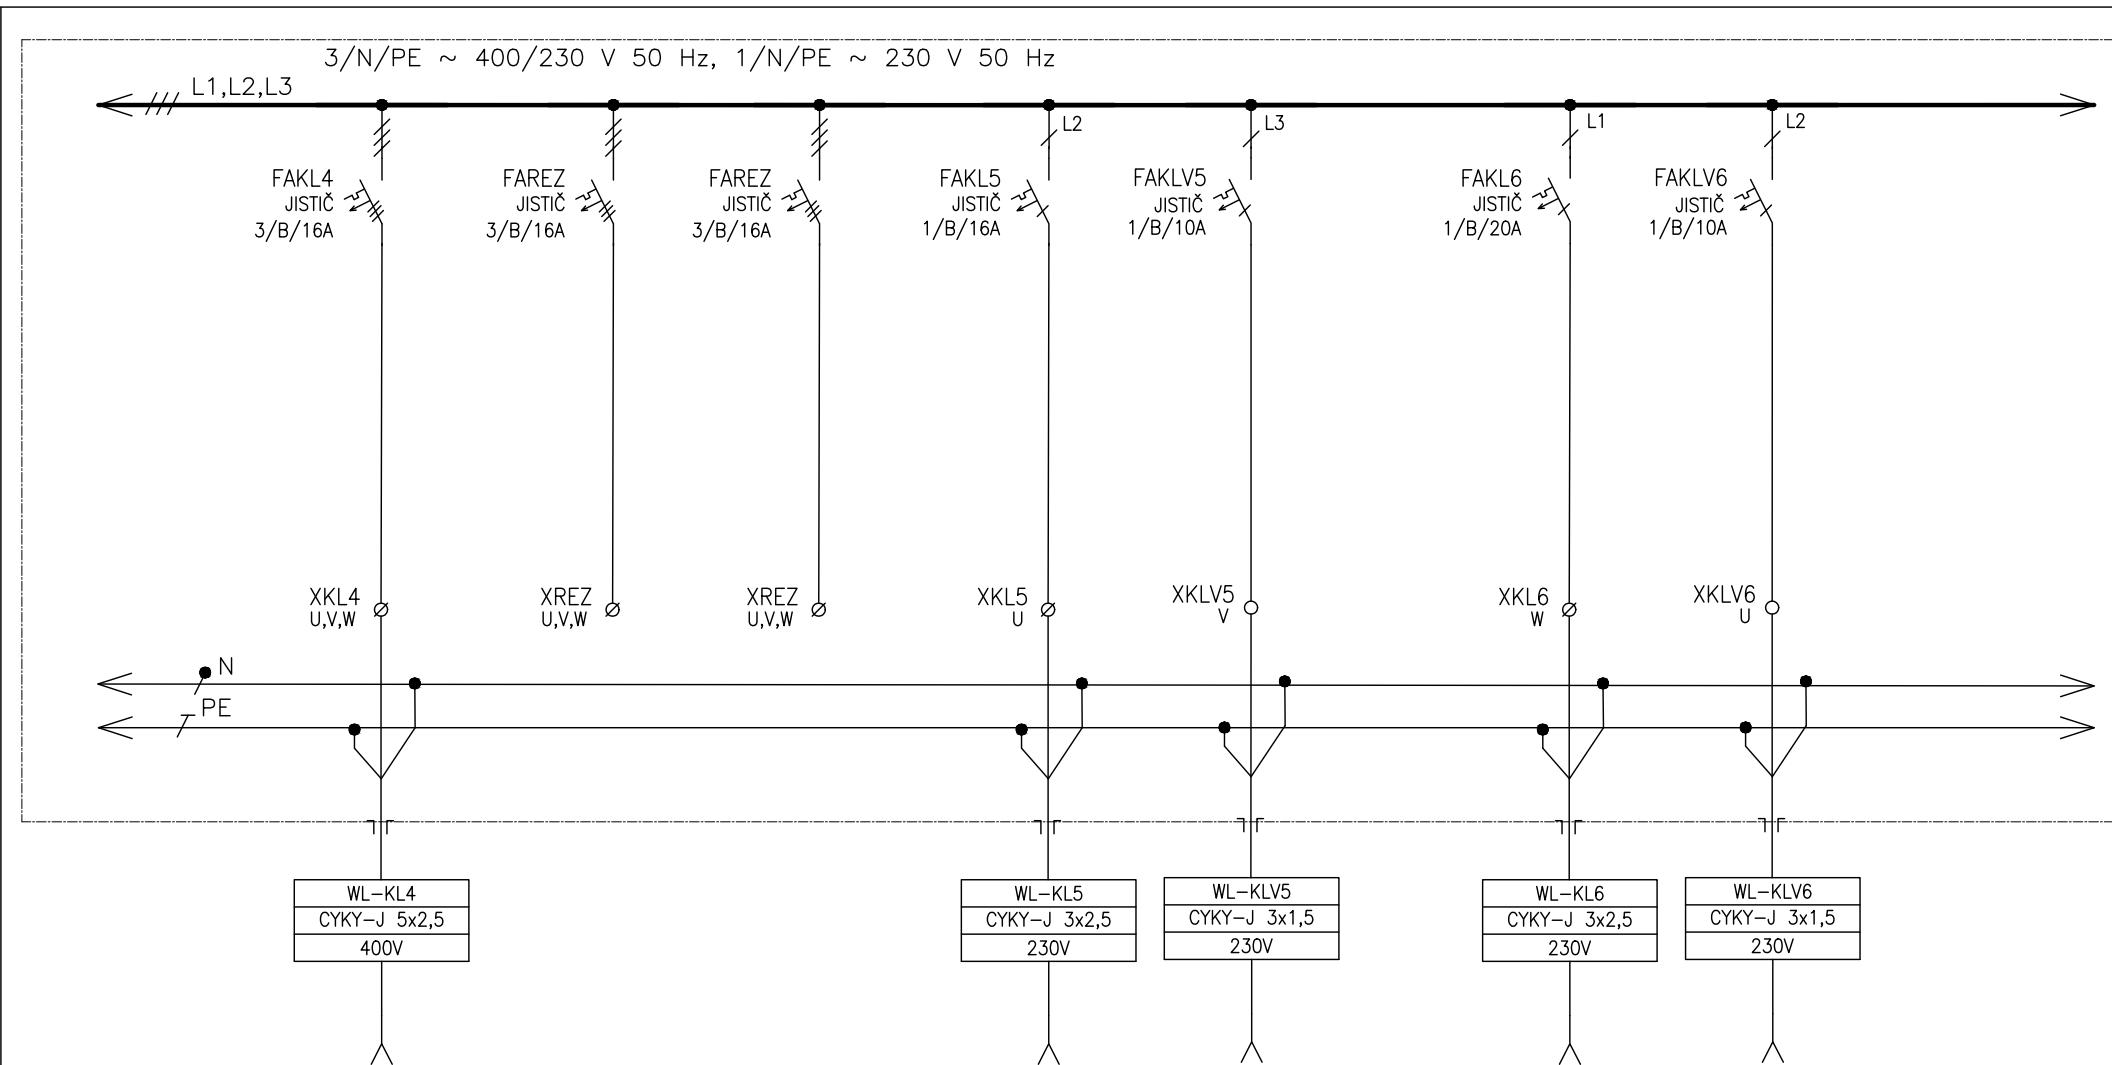 3/N/PE ~ 400/230 V 50 Hz, 1/N/PE ~ 230 V 50 Hz
L1,L2,L3
L2
L3
L1
L2
FAKL4
JISTIČ
3/B/16A
FAREZ
JISTIČ
3/B/16A
FAREZ
JISTIČ
3/B/16A
FAKL5
JISTIČ
1/B/16A
FAKLV5
JISTIČ
1/B/10A
FAKL6
JISTIČ
1/B/20A
FAKLV6
JISTIČ
1/B/10A
XKL4
U,V,W
XREZ
U,V,W
XREZ
U,V,W
XKL5
U
XKLV5
V
XKL6
W
XKLV6
U
N
PE
WL-KL4
CYKY-J 5x2,5
400V
WL-KL5
CYKY-J 3x2,5
230V
WL-KLV5
CYKY-J 3x1,5
230V
WL-KL6
CYKY-J 3x2,5
230V
WL-KLV6
CYKY-J 3x1,5
230V